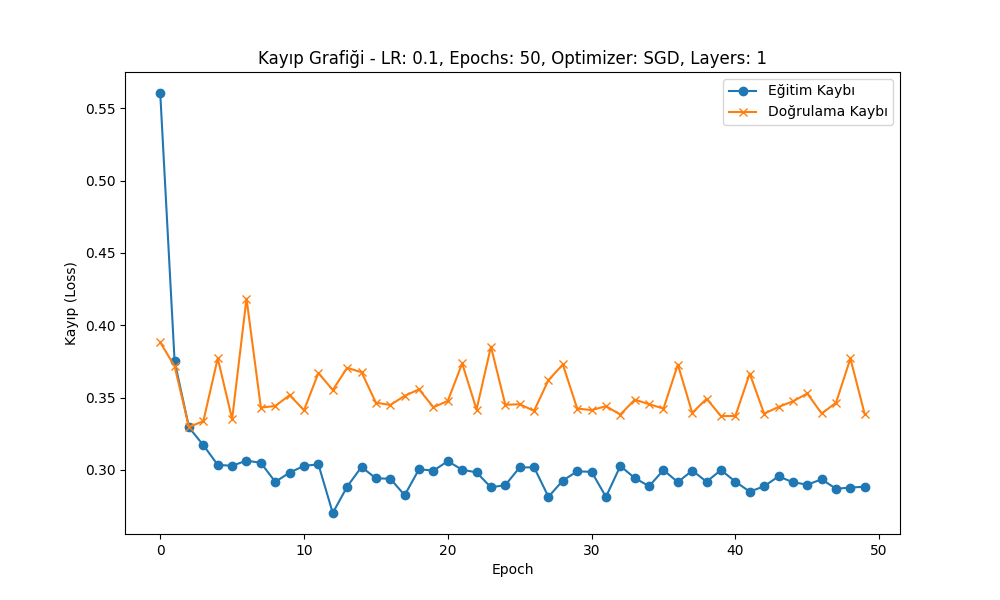 Kayıp Grafiği - LR: 0.1, Epochs: 50, Optimizer: SGD, Layers: 1
Eğitim Kaybı
Doğrulama Kaybı
Kayıp (Loss)
0.55
0.50
0.45
0.40
0.35
0.30
0 10 20 30 40 50
Epoch